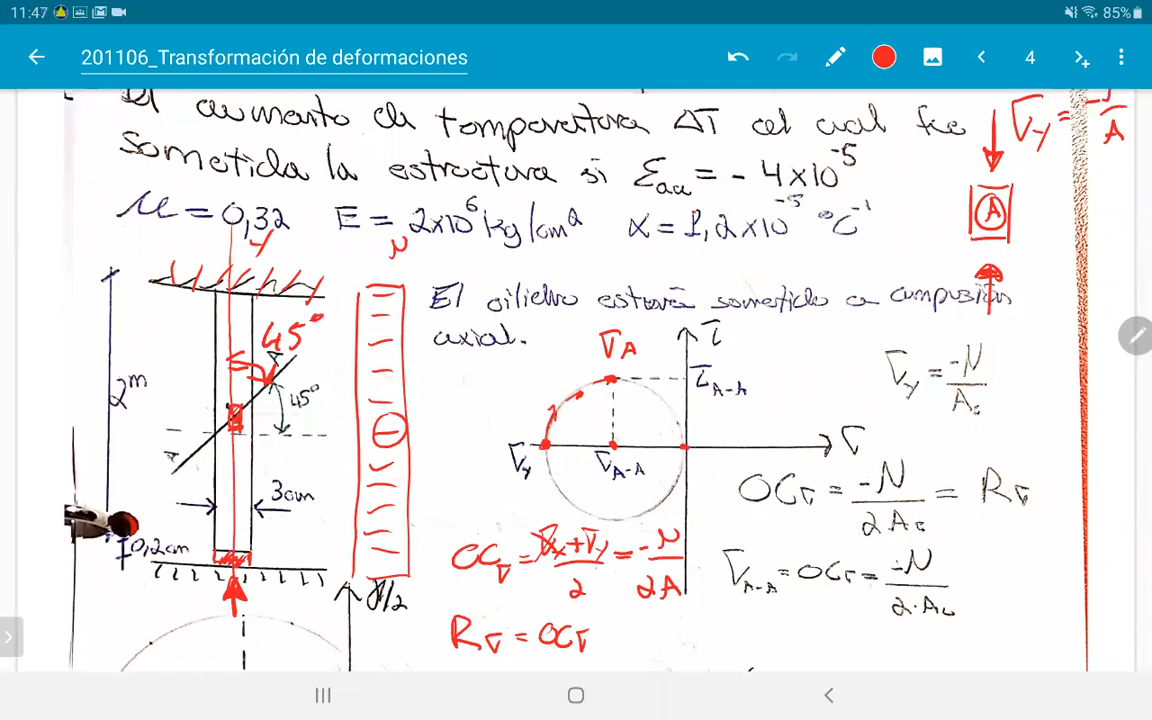 11:47
85%
201106_Transformación de deformaciones
4
El aumento de temperatura ΔT al cual fue
sometida la estructura si Ɛaa = - 4x10^-5
μ = 0,32 E = 2x10^6 kg/cm² α = 1,2x10^-5 °C^-1
σy = -N/A
A
Y
N
El cilindro estará sometido a compresión
axial.
45°
45°
2m
3cm
0,2cm
σA
τ
τA-A
σy
σA-A
σ
σy = -N/Ac
OCσ = -N/2Ac = Rσ
σA-A = OCσ = -N/2·Ac
OCσ = σx+σy/2 = -N/2A
Rσ = OCσ
γ/2